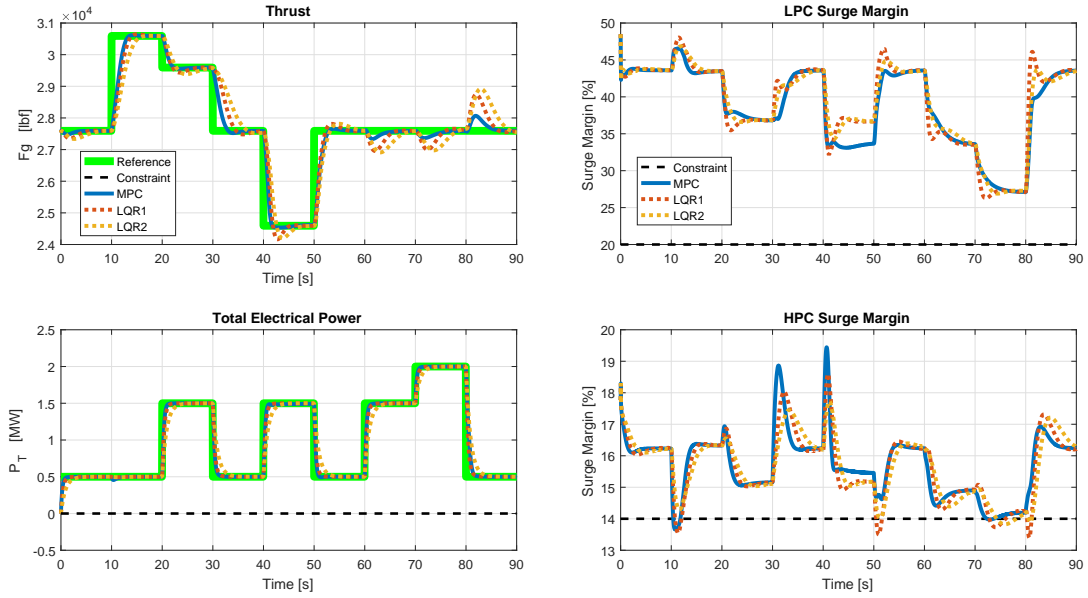 Thrust
×10⁴
3.1
3
2.9
2.8
2.7
2.6
2.5
2.4
Fg [lbf]
Reference
Constraint
MPC
LQR1
LQR2
0 10 20 30 40 50 60 70 80 90
Time [s]
LPC Surge Margin
50
45
40
35
30
25
20
Surge Margin [%]
Constraint
MPC
LQR1
LQR2
0 10 20 30 40 50 60 70 80 90
Time [s]
Total Electrical Power
2.5
2
1.5
1
0.5
0
-0.5
P_T [MW]
0 10 20 30 40 50 60 70 80 90
Time [s]
HPC Surge Margin
20
19
18
17
16
15
14
13
Surge Margin [%]
0 10 20 30 40 50 60 70 80 90
Time [s]